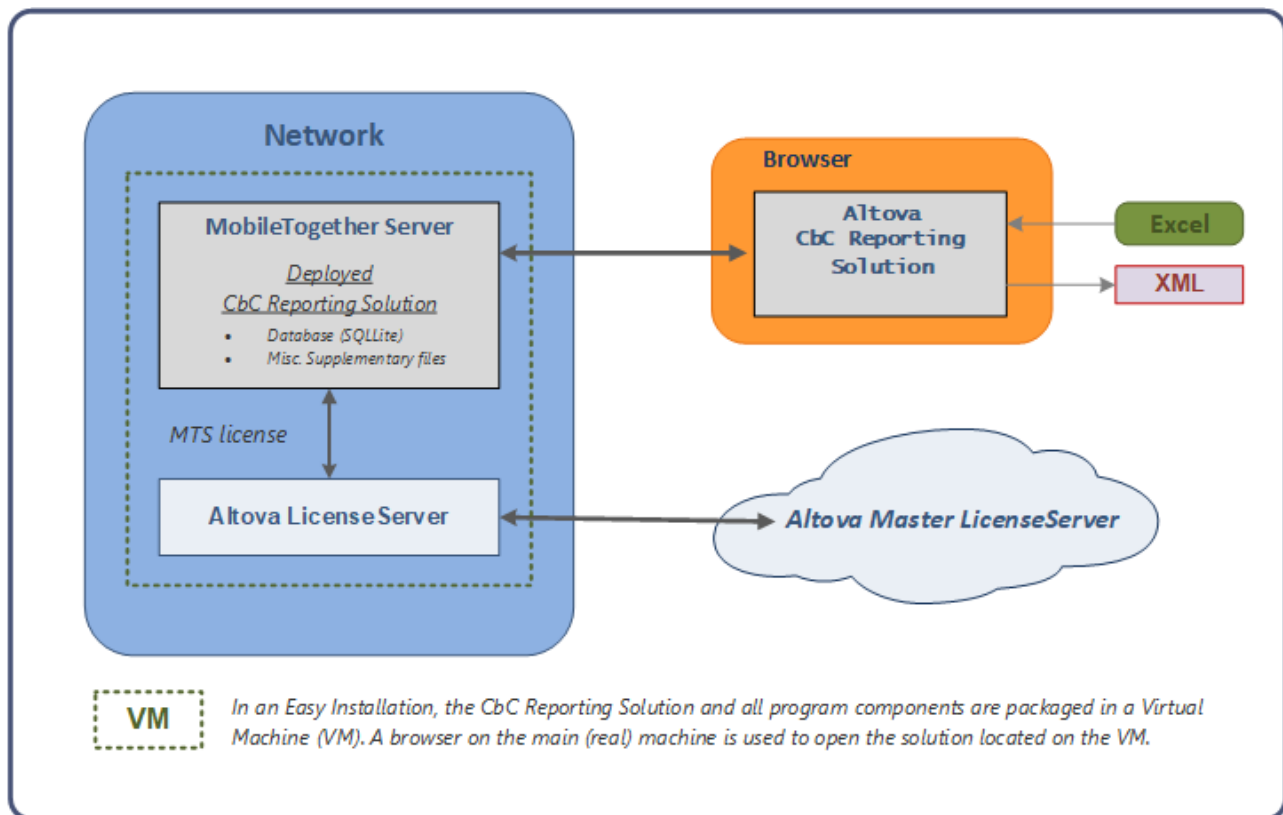 Network
MobileTogether Server
Deployed
CbC Reporting Solution
• Database (SQLLite)
• Misc. Supplementary files
MTS license
Altova LicenseServer
Browser
Altova
CbC Reporting
Solution
Excel
XML
Altova Master LicenseServer
VM
In an Easy Installation, the CbC Reporting Solution and all program components are packaged in a Virtual
Machine (VM). A browser on the main (real) machine is used to open the solution located on the VM.